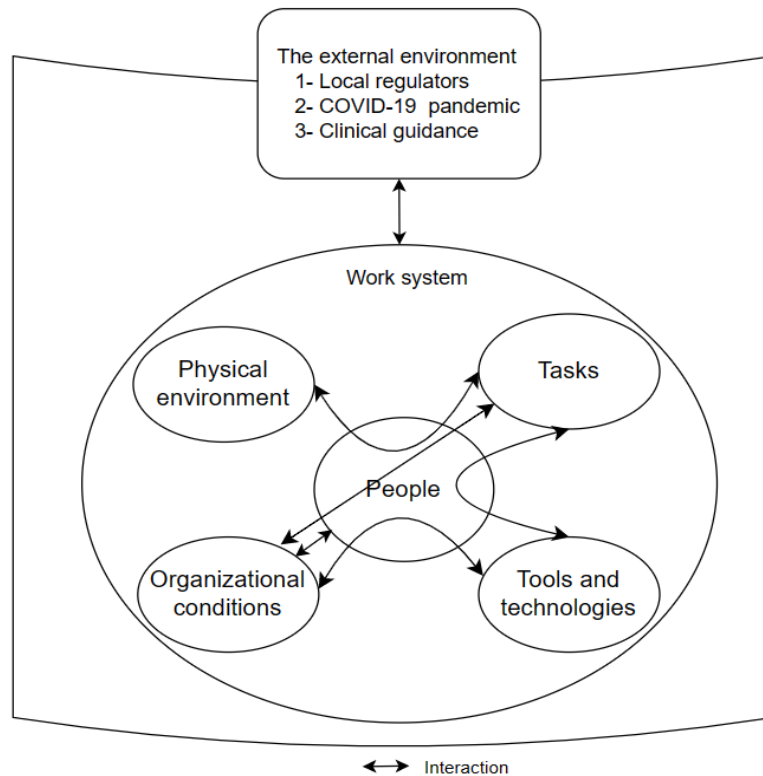 The external environment
1- Local regulators
2- COVID-19 pandemic
3- Clinical guidance
Work system
Physical
environment
Tasks
People
Organizational
conditions
Tools and
technologies
Interaction